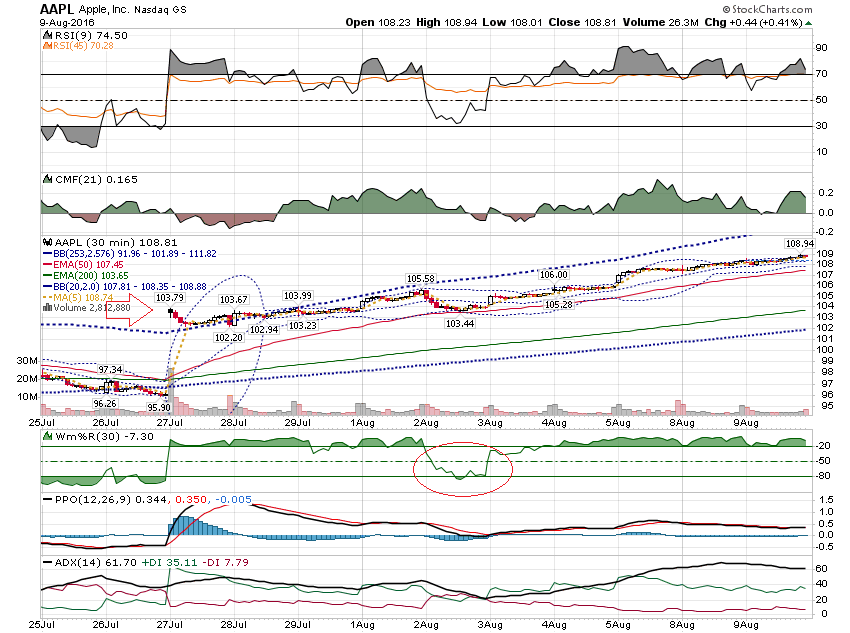 AAPL Apple, Inc. Nasdaq GS
© StockCharts.com
9-Aug-2016
Open 108.23 High 108.94 Low 108.01 Close 108.81 Volume 26.3M Chg +0.44 (+0.41%)
RSI(9) 74.50
RSI(45) 70.28
90
70
50
30
10
CMF(21) 0.165
0.2
0.0
-0.2
AAPL (30 min) 108.81
BB(253,2.576) 91.96 - 101.89 - 111.82
EMA(50) 107.45
EMA(200) 103.65
BB(20,2.0) 107.81 - 108.35 - 108.88
MA(5) 108.74
Volume 2,812,880
108.94
105.58
106.00
103.79
103.67
103.99
105.28
103.44
103.23
102.94
102.20
97.34
96.26
95.90
109
108
107
106
105
104
103
102
101
100
99
98
97
96
95
30M
20M
10M
25Jul 26Jul 27Jul 28Jul 29Jul 1Aug 2Aug 3Aug 4Aug 5Aug 8Aug 9Aug
Wm%R(30) -7.30
-20
-50
-80
PPO(12,26,9) 0.344, 0.350, -0.005
1.5
1.0
0.5
0.0
-0.5
ADX(14) 61.70 +DI 35.11 -DI 7.79
60
40
20
0
25Jul 26Jul 27Jul 28Jul 29Jul 1Aug 2Aug 3Aug 4Aug 5Aug 8Aug 9Aug